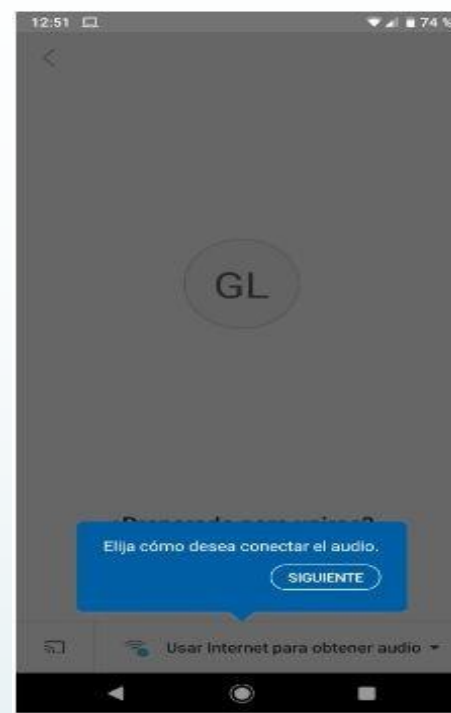 12:51 74 %
GL
Elija cómo desea conectar el audio.
SIGUIENTE
Usar Internet para obtener audio